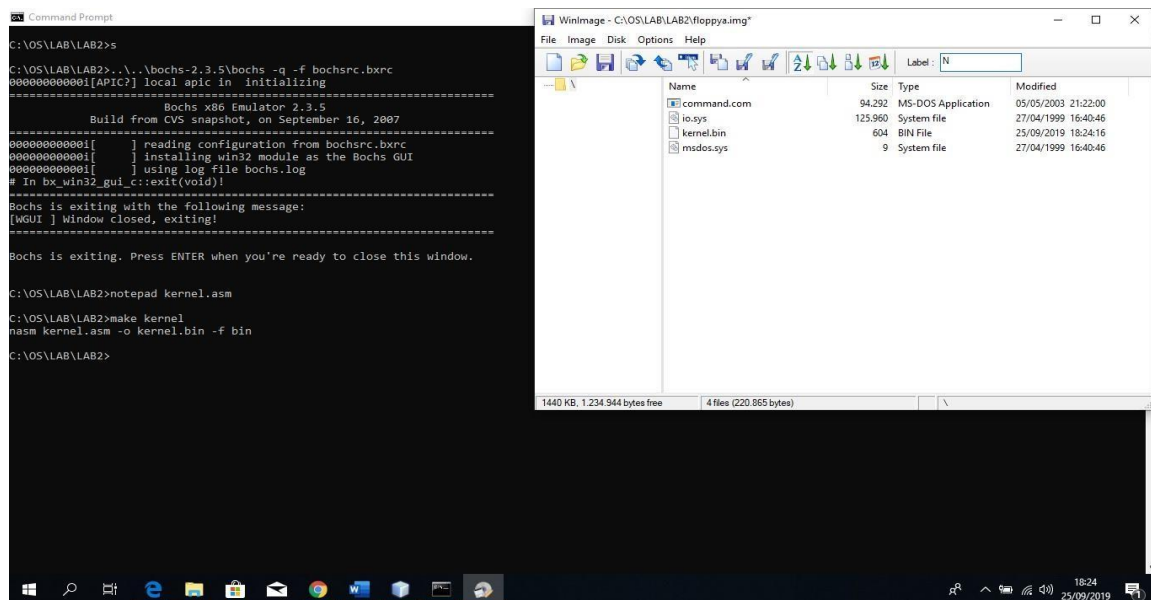 Command Prompt
C:\OS\LAB\LAB2>s
C:\OS\LAB\LAB2>..\..\bochs-2.3.5\bochs -q -f bochsrc.bxrc
00000000000i[APIC?] local apic in  initializing
========================================================================
Bochs x86 Emulator 2.3.5
Build from CVS snapshot, on September 16, 2007
========================================================================
00000000000i[     ] reading configuration from bochsrc.bxrc
00000000000i[     ] installing win32 module as the Bochs GUI
00000000000i[     ] using log file bochs.log
# In bx_win32_gui_c::exit(void)!
========================================================================
Bochs is exiting with the following message:
[WGUI ] Window closed, exiting!
========================================================================
Bochs is exiting. Press ENTER when you're ready to close this window.
C:\OS\LAB\LAB2>notepad kernel.asm
C:\OS\LAB\LAB2>make kernel
nasm kernel.asm -o kernel.bin -f bin
C:\OS\LAB\LAB2>
WinImage - C:\OS\LAB\LAB2\floppya.img*
File Image Disk Options Help
Label : N
\
Name Size Type Modified
command.com 94.292 MS-DOS Application 05/05/2003 21:22:00
io.sys 125.960 System file 27/04/1999 16:40:46
kernel.bin 604 BIN File 25/09/2019 18:24:16
msdos.sys 9 System file 27/04/1999 16:40:46
1440 KB, 1.234.944 bytes free 4 files (220.865 bytes) \
18:24
25/09/2019